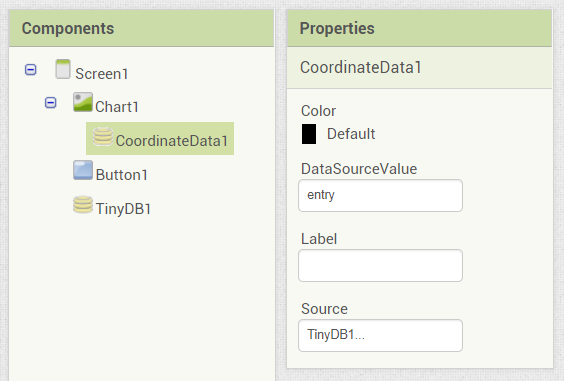 Components
Screen1
Chart1
CoordinateData1
Button1
TinyDB1
Properties
CoordinateData1
Color
Default
DataSourceValue
entry
Label
Source
TinyDB1...